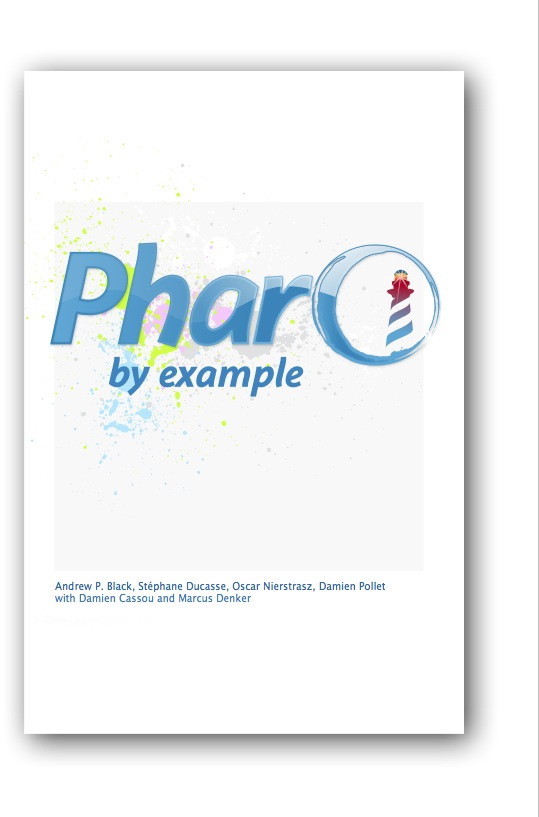 Pharo
by example
Andrew P. Black, Stéphane Ducasse, Oscar Nierstrasz, Damien Pollet
with Damien Cassou and Marcus Denker